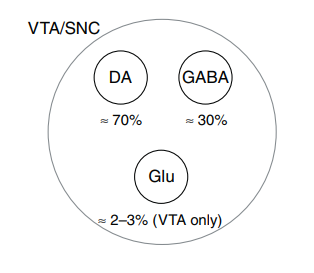 VTA/SNC
DA GABA
≈ 70% ≈ 30%
Glu
≈ 2–3% (VTA only)